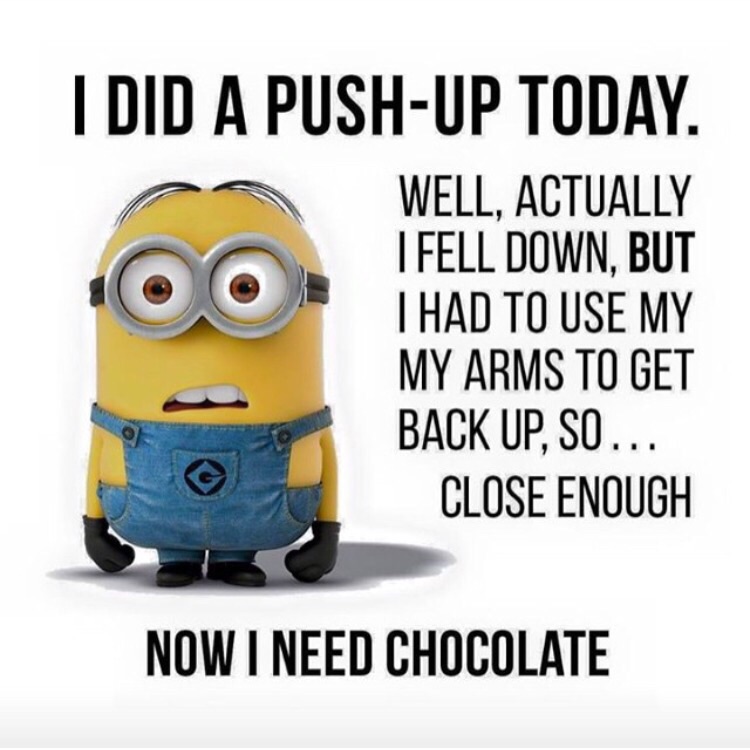 I DID A PUSH-UP TODAY.
WELL, ACTUALLY
I FELL DOWN, BUT
I HAD TO USE MY
MY ARMS TO GET
BACK UP, SO . . .
CLOSE ENOUGH
NOW I NEED CHOCOLATE